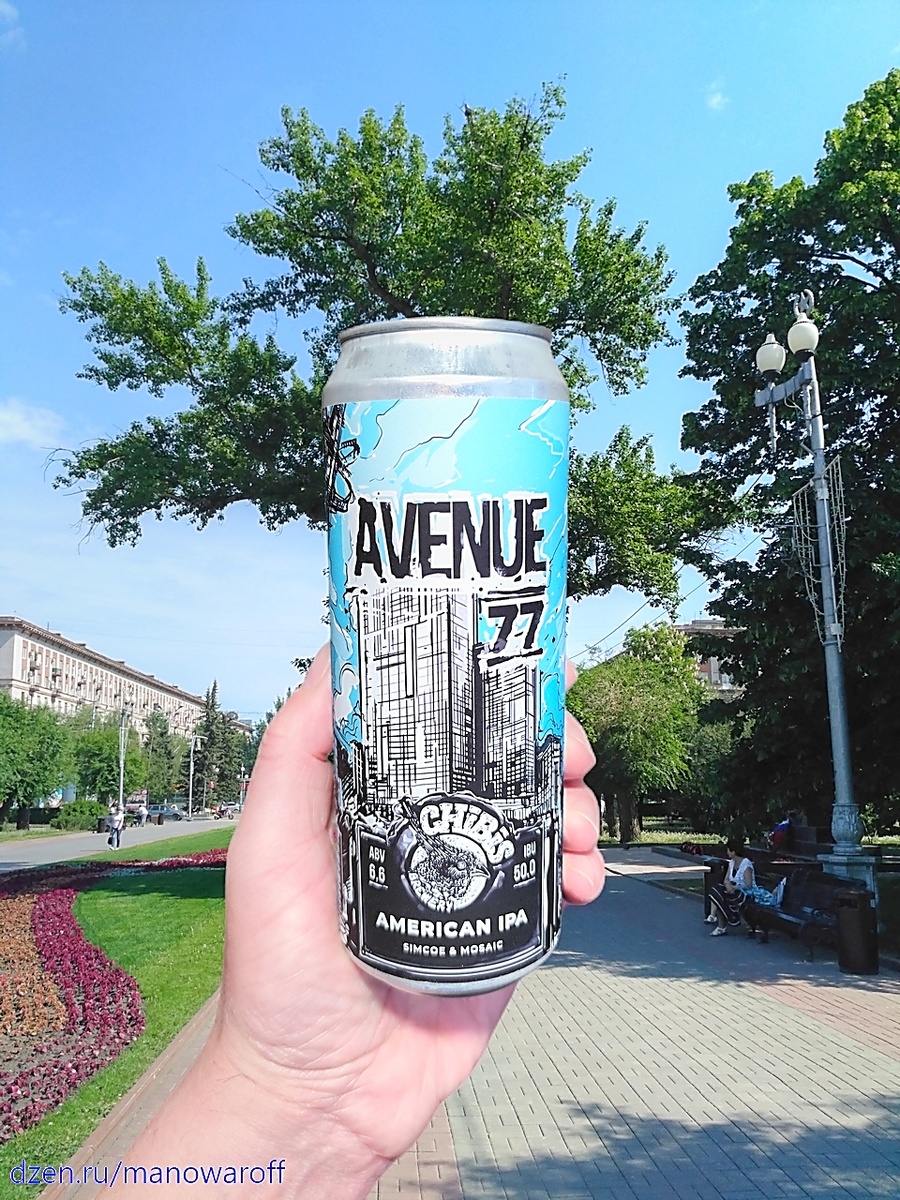 AVENUE
77
CHIBIS
ABV
6.6
IBU
50.0
AMERICAN IPA
SIMCOE & MOSAIC
dzen.ru/manowaroff